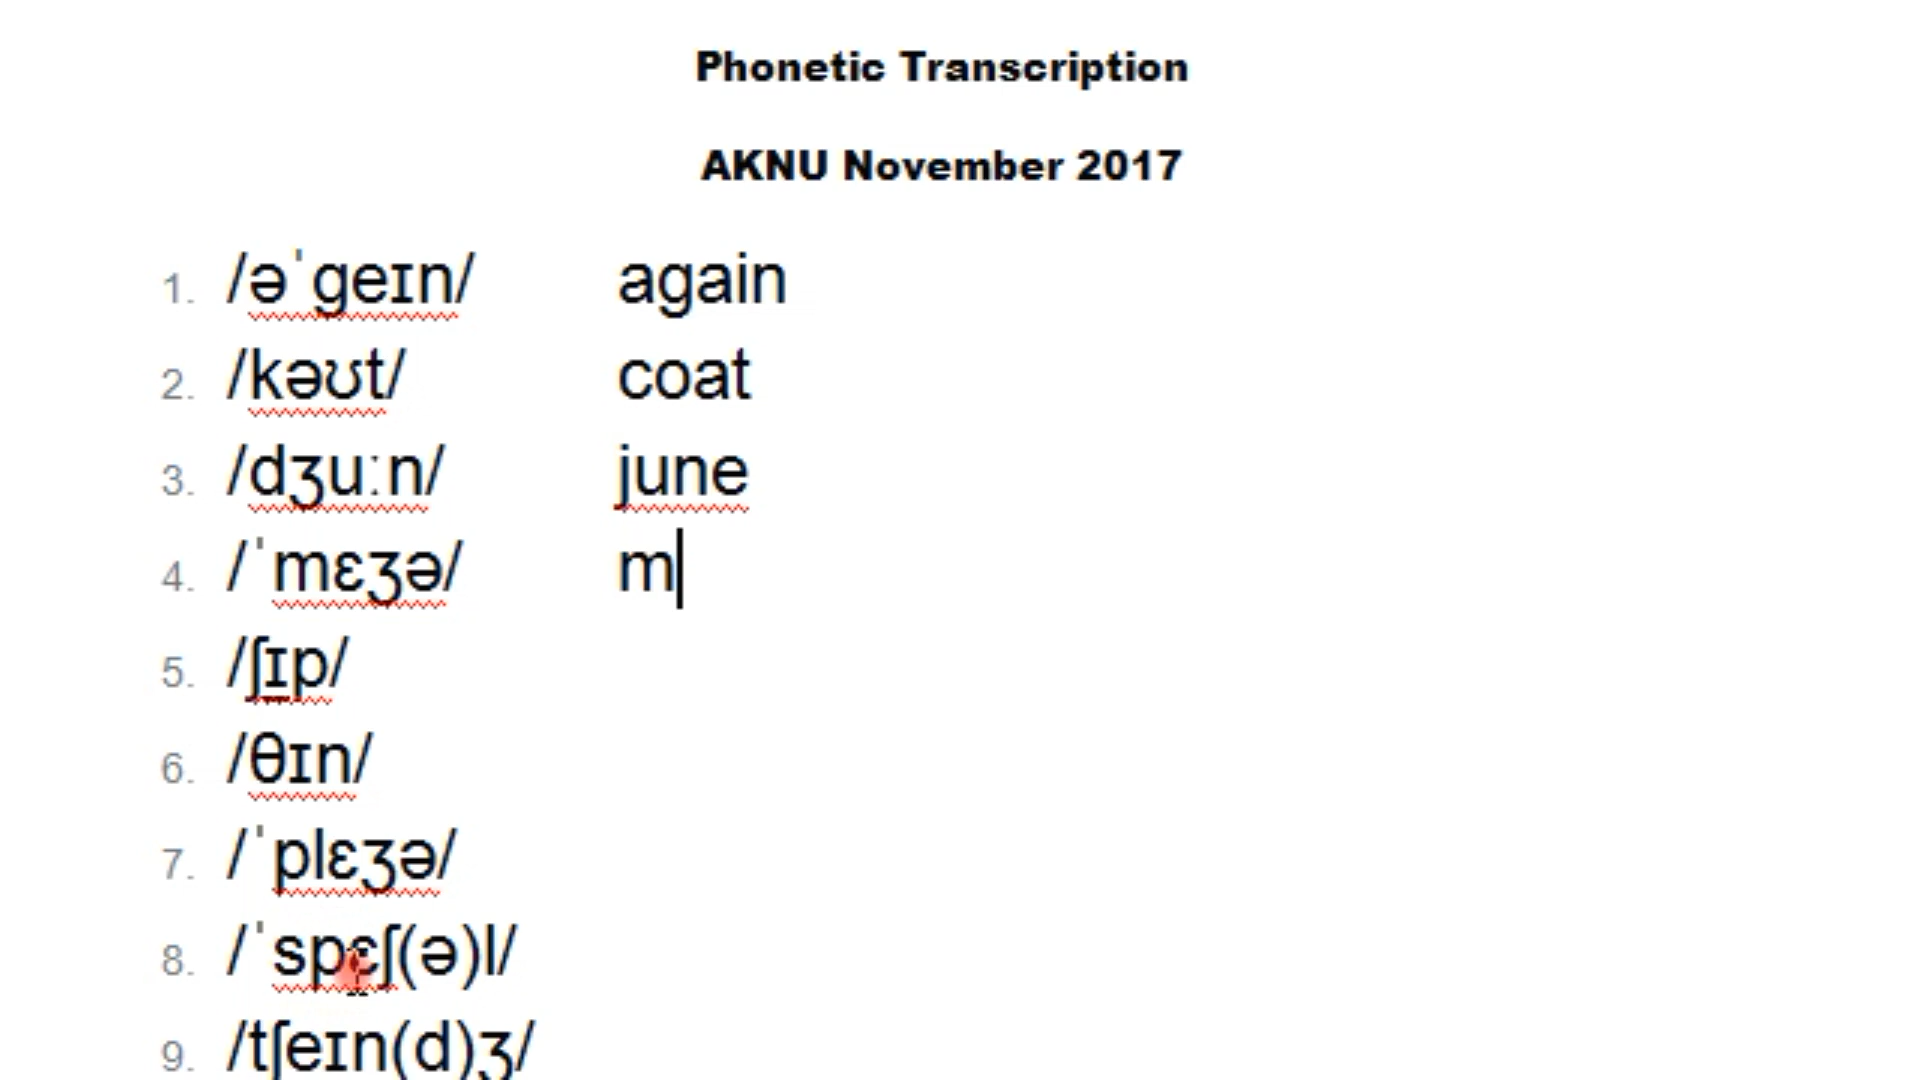 Phonetic Transcription
AKNU November 2017
1. /əˈɡeɪn/ again
2. /kəʊt/ coat
3. /dʒuːn/ june
4. /ˈmɛʒə/ m
5. /ʃɪp/
6. /θɪn/
7. /ˈplɛʒə/
8. /ˈspɛʃ(ə)l/
9. /tʃeɪn(d)ʒ/